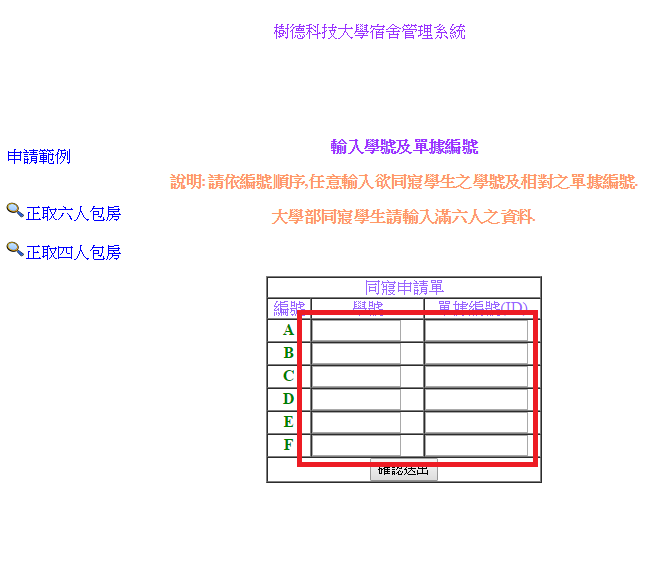 樹德科技大學宿舍管理系統
輸入學號及單據編號
申請範例
說明: 請依編號順序,任意輸入欲同寢學生之學號及相對之單據編號.
大學部同寢學生請輸入滿六人之資料.
正取六人包房
正取四人包房
同寢申請單
編號 學號 單據編號(ID)
A
B
C
D
E
F
確認送出